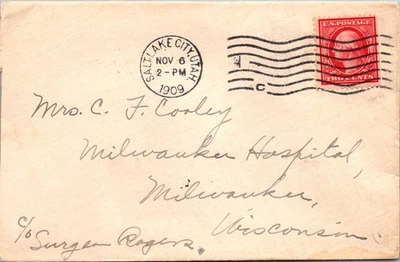 SALT LAKE CITY, UTAH
NOV 6
2-PM
1909
C
U.S. POSTAGE
TWO CENTS
Mrs. C. F. Cooley
Milwaukee Hospital,
Milwaukee,
Wisconsin
c/o
Surgeon Rogers.